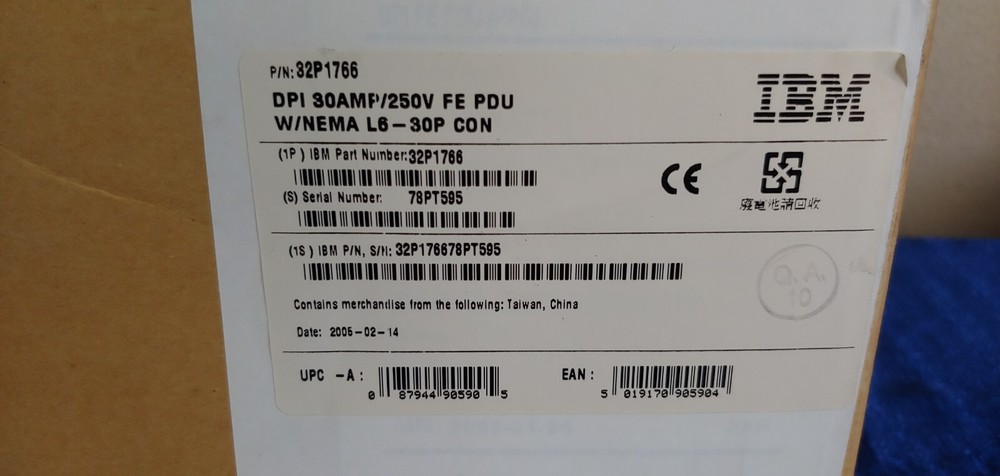 P/N: 32P1766
DPI 30AMP/250V FE PDU
W/NEMA L6-30P CON
IBM
(1P) IBM Part Number: 32P1766
(S) Serial Number: 78PT595
CE
廢電池請回收
(1S) IBM P/N, S/N: 32P176678PT595
Q.A.
10
Contains merchandise from the following: Taiwan, China
Date: 2005-02-14
UPC -A: 0 87944 90590 5
EAN: 5 019170 905904